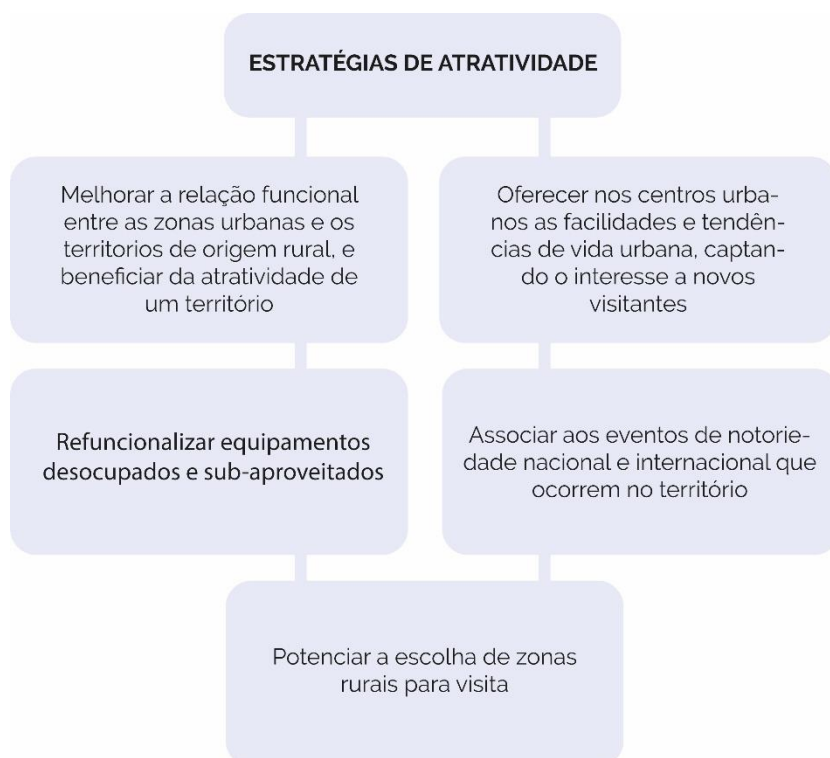 ESTRATÉGIAS DE ATRATIVIDADE
Melhorar a relação funcional
entre as zonas urbanas e os
territorios de origem rural, e
beneficiar da atratividade de
um território
Oferecer nos centros urba-
nos as facilidades e tendên-
cias de vida urbana, captan-
do o interesse a novos
visitantes
Refuncionalizar equipamentos
desocupados e sub-aproveitados
Associar aos eventos de notorie-
dade nacional e internacional que
ocorrem no território
Potenciar a escolha de zonas
rurais para visita